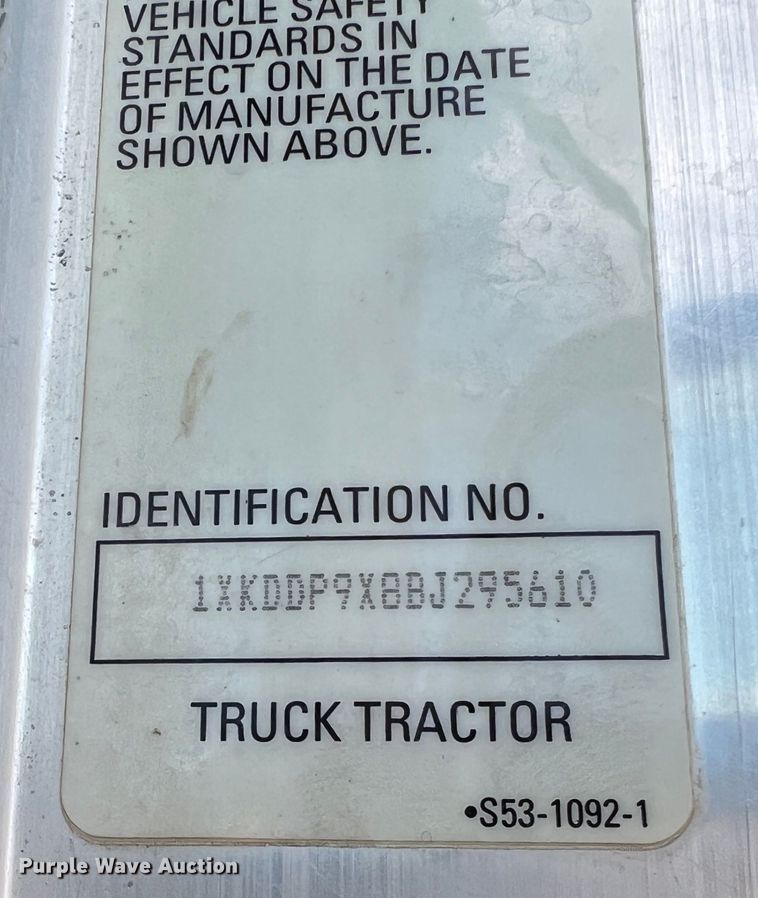 VEHICLE SAFETY
STANDARDS IN
EFFECT ON THE DATE
OF MANUFACTURE
SHOWN ABOVE.
IDENTIFICATION NO.
1XKDDP9X8BJ295610
TRUCK TRACTOR
•S53-1092-1
Purple Wave Auction